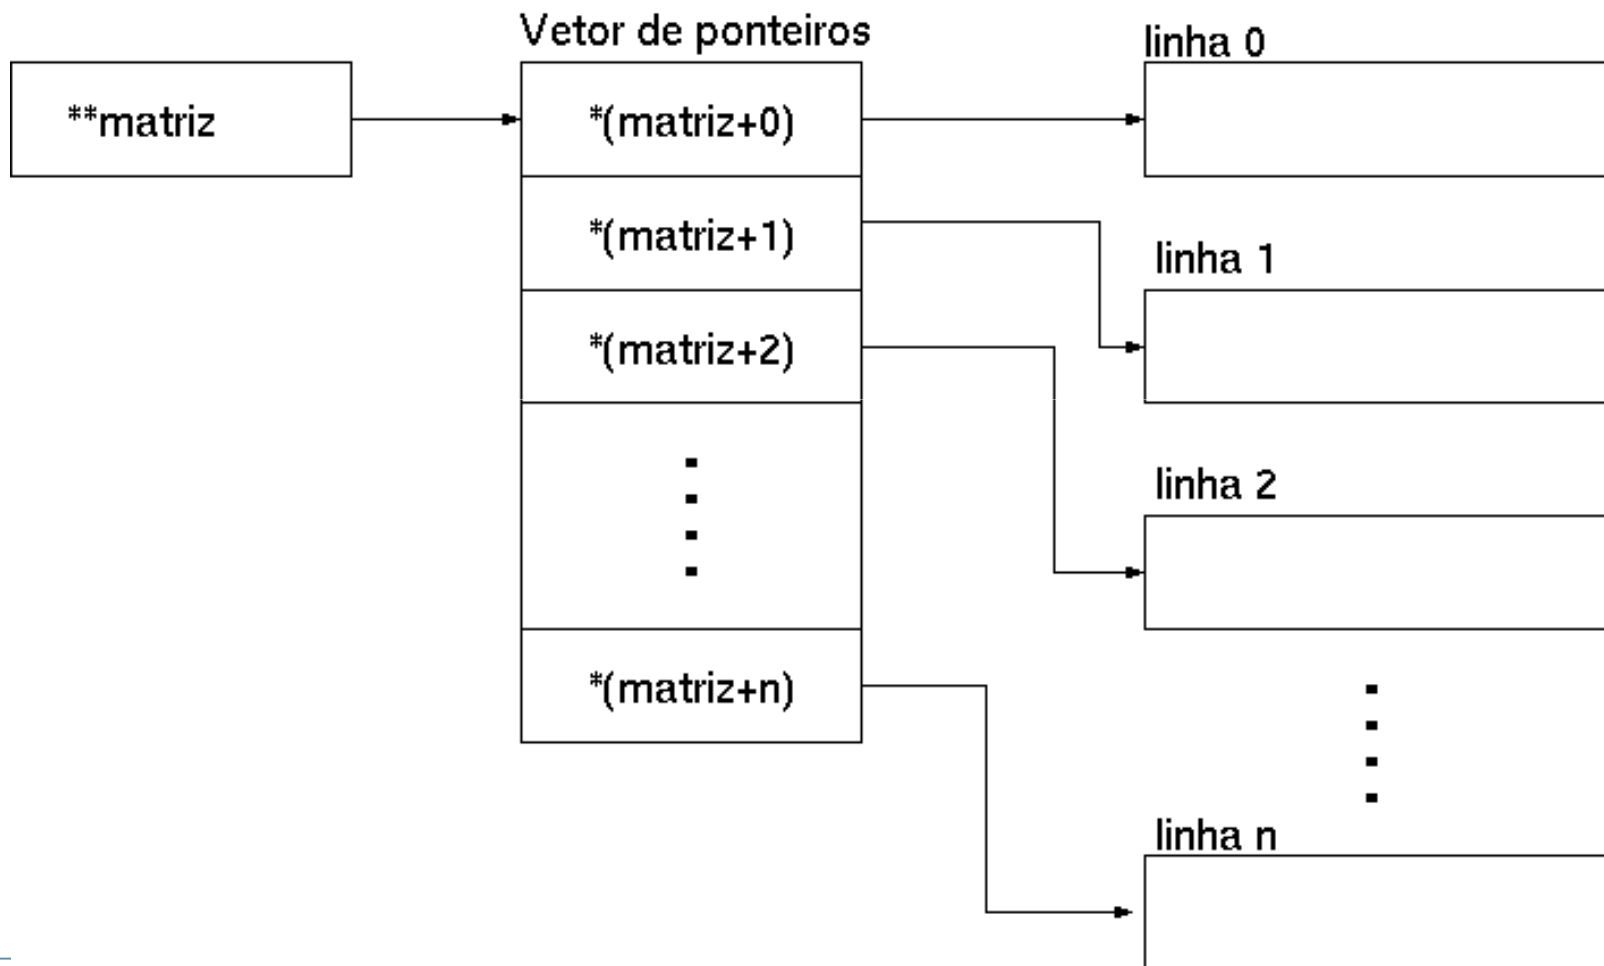 Vetor de ponteiros
linha 0
**matriz
*(matriz+0)
*(matriz+1)
linha 1
*(matriz+2)
linha 2
*(matriz+n)
linha n